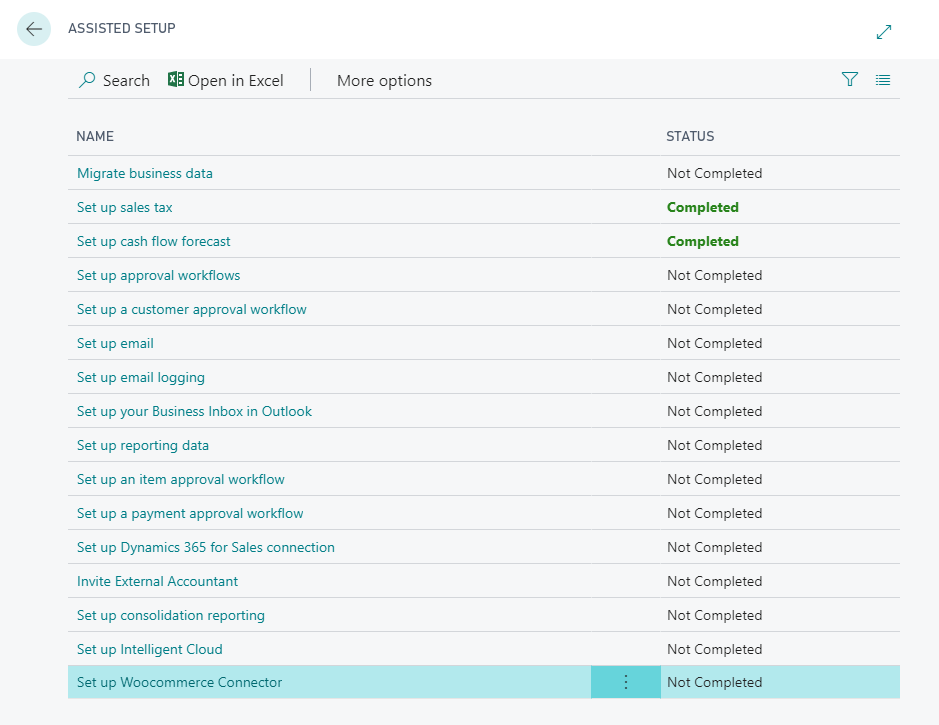 ASSISTED SETUP
Search Open in Excel More options
NAME STATUS
Migrate business data Not Completed
Set up sales tax Completed
Set up cash flow forecast Completed
Set up approval workflows Not Completed
Set up a customer approval workflow Not Completed
Set up email Not Completed
Set up email logging Not Completed
Set up your Business Inbox in Outlook Not Completed
Set up reporting data Not Completed
Set up an item approval workflow Not Completed
Set up a payment approval workflow Not Completed
Set up Dynamics 365 for Sales connection Not Completed
Invite External Accountant Not Completed
Set up consolidation reporting Not Completed
Set up Intelligent Cloud Not Completed
Set up Woocommerce Connector Not Completed